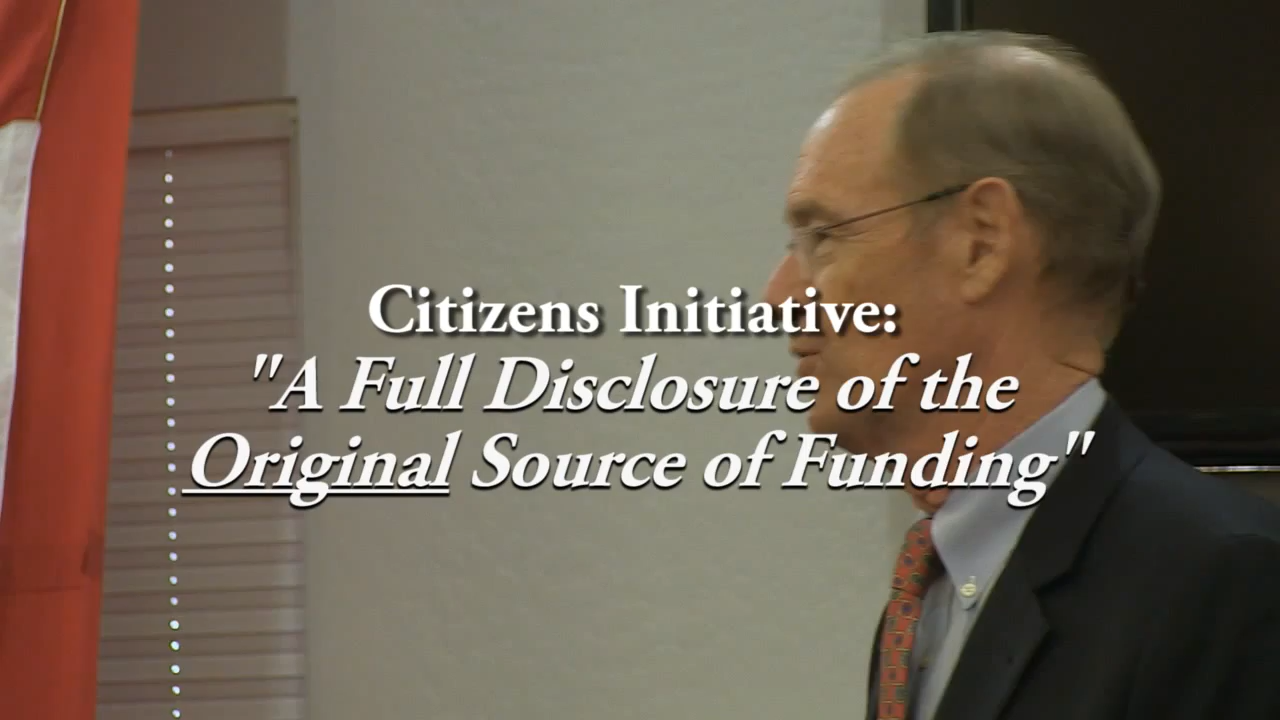 Citizens Initiative:
"A Full Disclosure of the
Original Source of Funding"